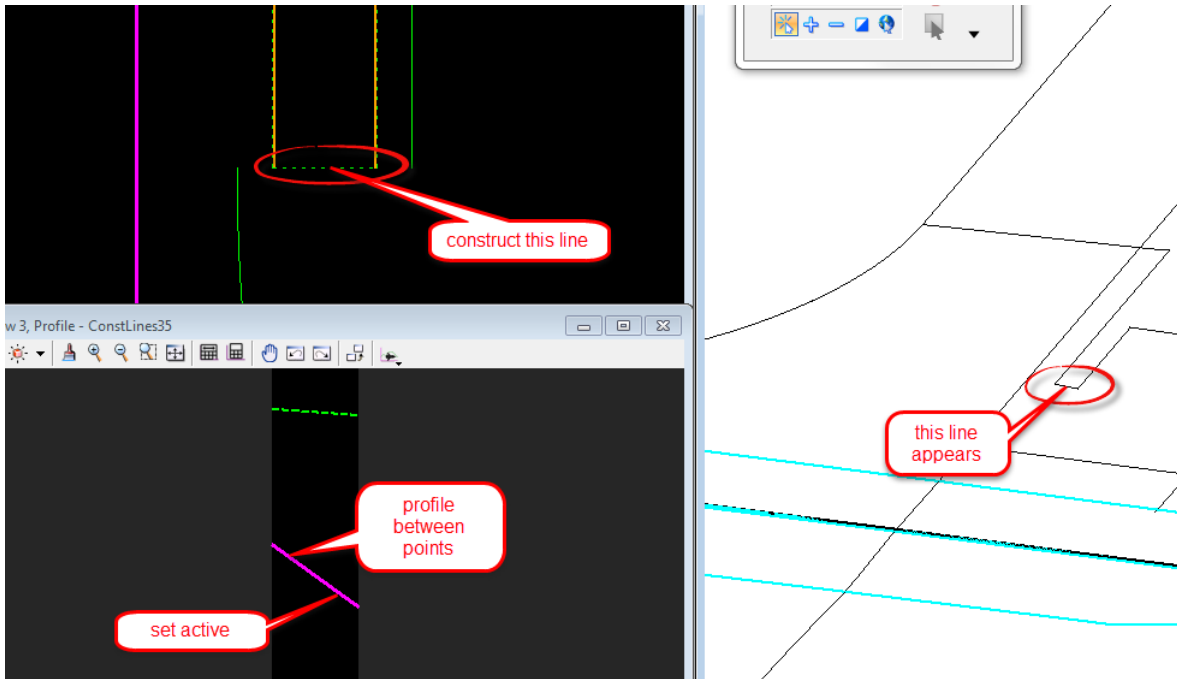 construct this line
w 3, Profile - ConstLines35
profile
between
points
set active
this line
appears